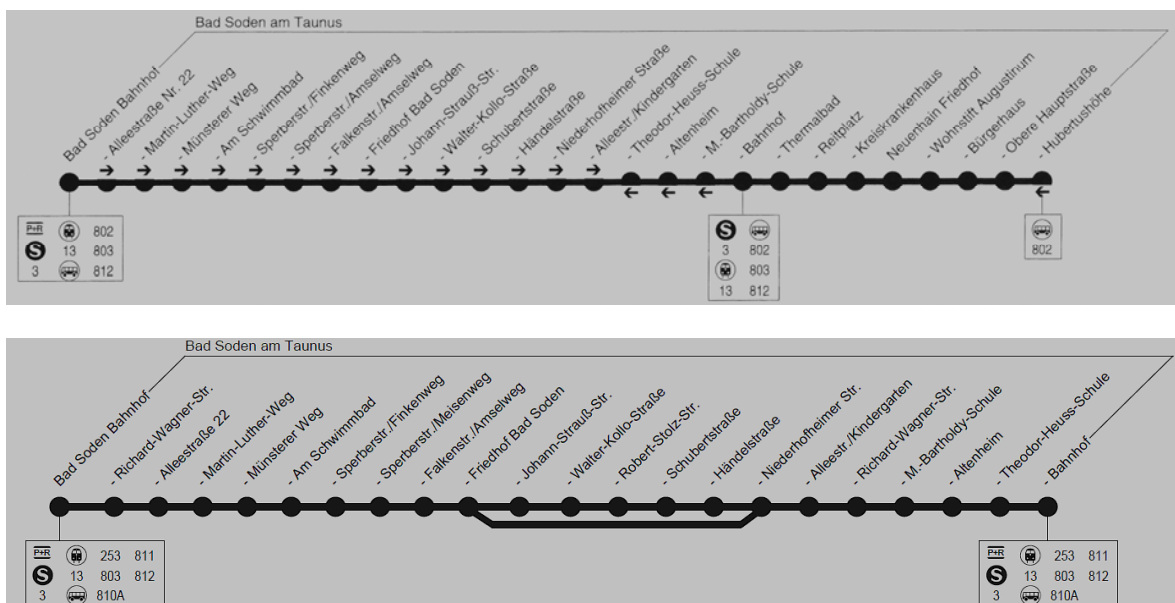 Bad Soden am Taunus
Bad Soden Bahnhof
- Alleestraße Nr. 22
- Martin-Luther-Weg
- Münsterer Weg
- Am Schwimmbad
- Sperberstr./Finkenweg
- Sperberstr./Amselweg
- Falkenstr./Amselweg
- Friedhof Bad Soden
- Johann-Strauß-Str.
- Walter-Kollo-Straße
- Schubertstraße
- Händelstraße
- Niederhofheimer Straße
- Alleestr./Kindergarten
- Theodor-Heuss-Schule
- Altenheim
- M.-Bartholdy-Schule
- Bahnhof
- Thermalbad
- Reitplatz
- Kreiskrankenhaus
Neuenhain Friedhof
- Wohnstift Augustinum
- Bürgerhaus
- Obere Hauptstraße
- Hubertushöhe
P+R 802
S 13 803
3 812
S
3 802
803
13 812
802
Bad Soden am Taunus
Bad Soden Bahnhof
- Richard-Wagner-Str.
- Alleestraße 22
- Martin-Luther-Weg
- Münsterer Weg
- Am Schwimmbad
- Sperberstr./Finkenweg
- Sperberstr./Meisenweg
- Falkenstr./Amselweg
- Friedhof Bad Soden
- Johann-Strauß-Str.
- Walter-Kollo-Straße
- Robert-Stolz-Str.
- Schubertstraße
- Händelstraße
- Niederhofheimer Str.
- Alleestr./Kindergarten
- Richard-Wagner-Str.
- M.-Bartholdy-Schule
- Altenheim
- Theodor-Heuss-Schule
- Bahnhof
P+R 253 811
S 13 803 812
3 810A
P+R 253 811
S 13 803 812
3 810A